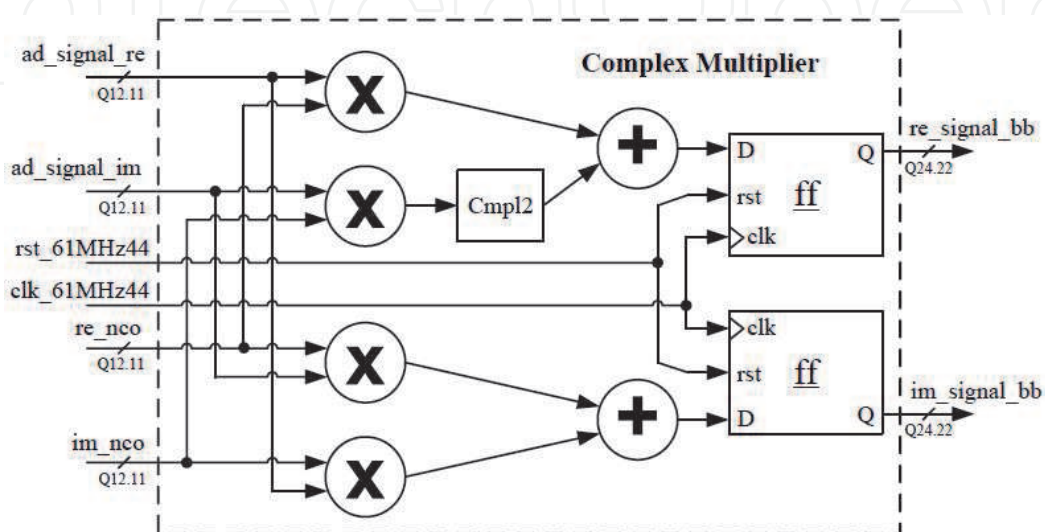 Complex Multiplier
ad_signal_re
Q12.11
ad_signal_im
Q12.11
rst_61MHz44
clk_61MHz44
re_nco
Q12.11
im_nco
Q12.11
X
X
X
X
Cmpl2
+
+
D
Q
rst
ff
clk
clk
rst
ff
D
Q
re_signal_bb
Q24.22
im_signal_bb
Q24.22